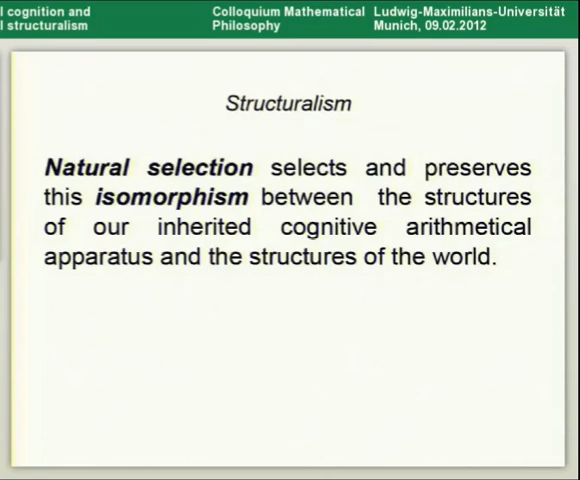 l cognition and
l structuralism
Colloquium Mathematical
Philosophy
Ludwig-Maximilians-Universität
Munich, 09.02.2012
Structuralism
Natural selection selects and preserves
this isomorphism between the structures
of our inherited cognitive arithmetical
apparatus and the structures of the world.